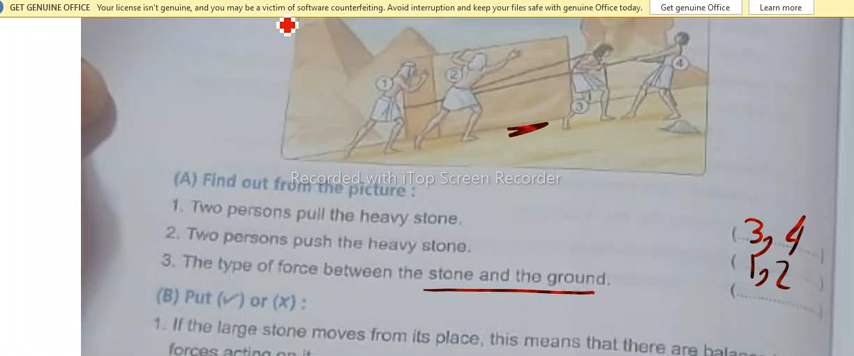 GET GENUINE OFFICE Your license isn't genuine, and you may be a victim of software counterfeiting. Avoid interruption and keep your files safe with genuine Office today. Get genuine Office Learn more
1 2 3 4
Recorded with iTop Screen Recorder
(A) Find out from the picture :
1. Two persons pull the heavy stone. (3, 4)
2. Two persons push the heavy stone. (1, 2)
3. The type of force between the stone and the ground. (............)
(B) Put (✓) or (x) :
1. If the large stone moves from its place, this means that there are
forces acting on it